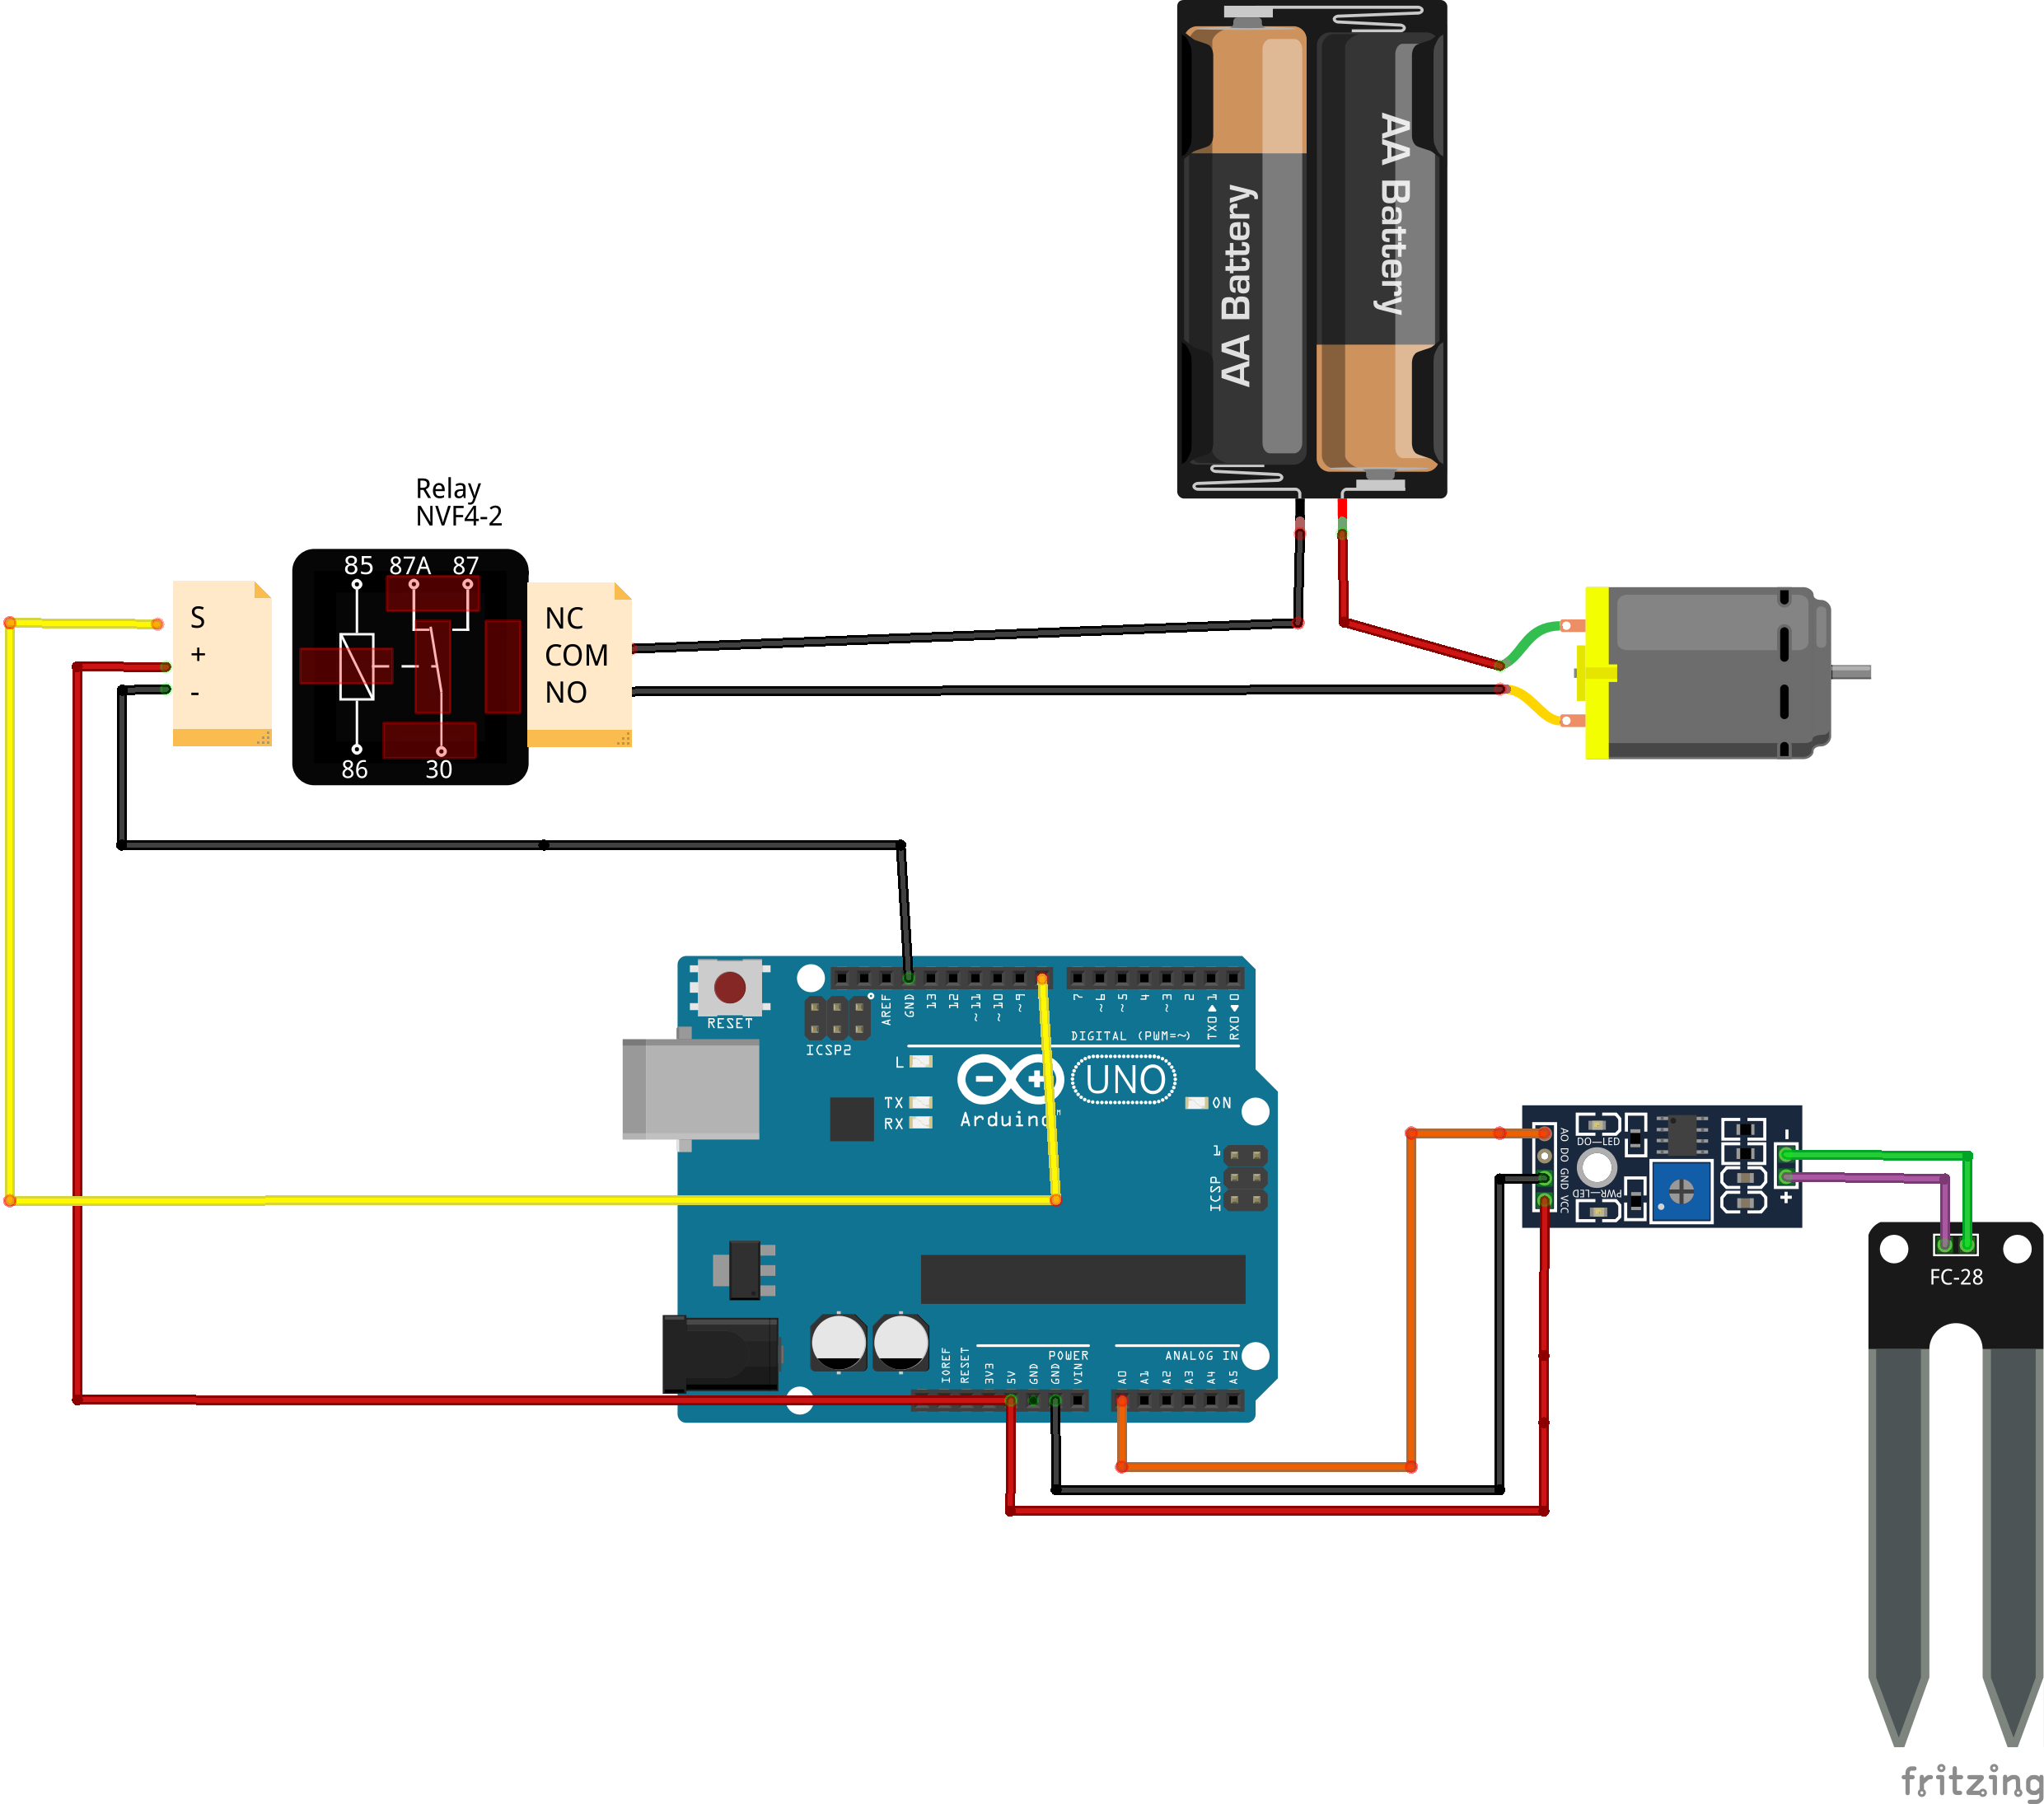 AA Battery
AA Battery
Relay
NVF4-2
85
87A
87
86
30
S
+
-
NC
COM
NO
RESET
ICSP2
AREF
GND
13
12
~11
~10
~9
7
~6
~5
4
~3
2
TX0▶1
RX0◀0
DIGITAL (PWM=~)
L
TX
RX
Arduino
UNO
ON
1
ICSP
IOREF
RESET
3V3
5V
GND
GND
VIN
POWER
A0
A1
A2
A3
A4
A5
ANALOG IN
AO
DO
GND
VCC
DO—LED
PWR—LED
-
+
FC-28
fritzing